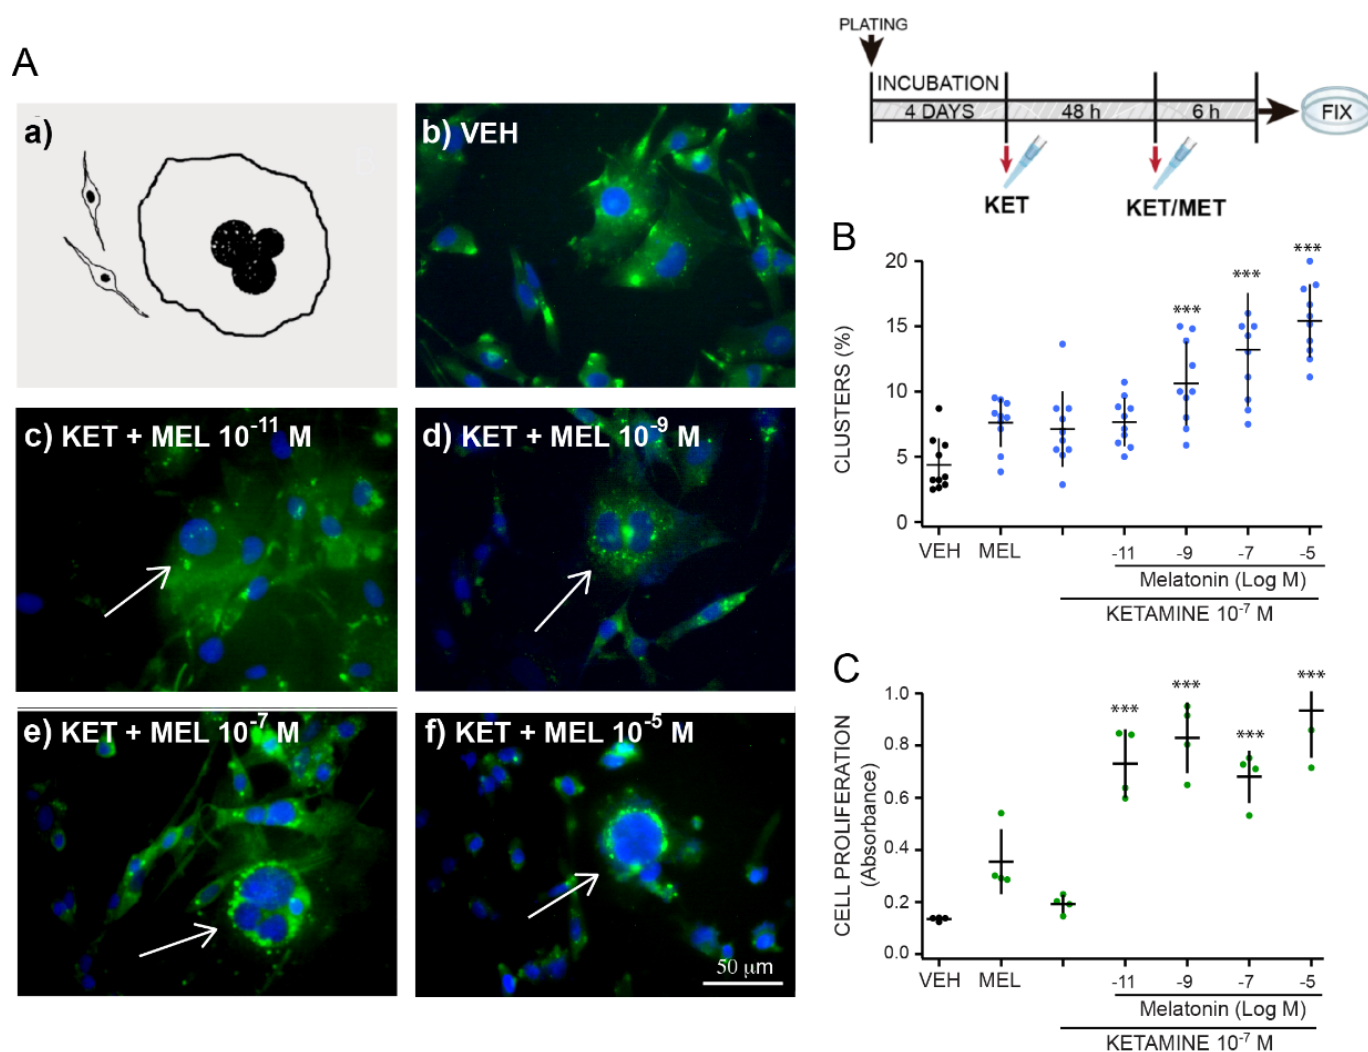 A
a)
b) VEH
c) KET + MEL 10⁻¹¹ M
d) KET + MEL 10⁻⁹ M
e) KET + MEL 10⁻⁷ M
f) KET + MEL 10⁻⁵ M
50 µm
PLATING
INCUBATION
4 DAYS 48 h 6 h
FIX
KET KET/MET
B
CLUSTERS (%)
20
15
10
5
0
***
***
***
VEH MEL -11 -9 -7 -5
Melatonin (Log M)
KETAMINE 10⁻⁷ M
C
CELL PROLIFERATION
(Absorbance)
1.0
0.8
0.6
0.4
0.2
0.0
***
***
***
***
VEH MEL -11 -9 -7 -5
Melatonin (Log M)
KETAMINE 10⁻⁷ M